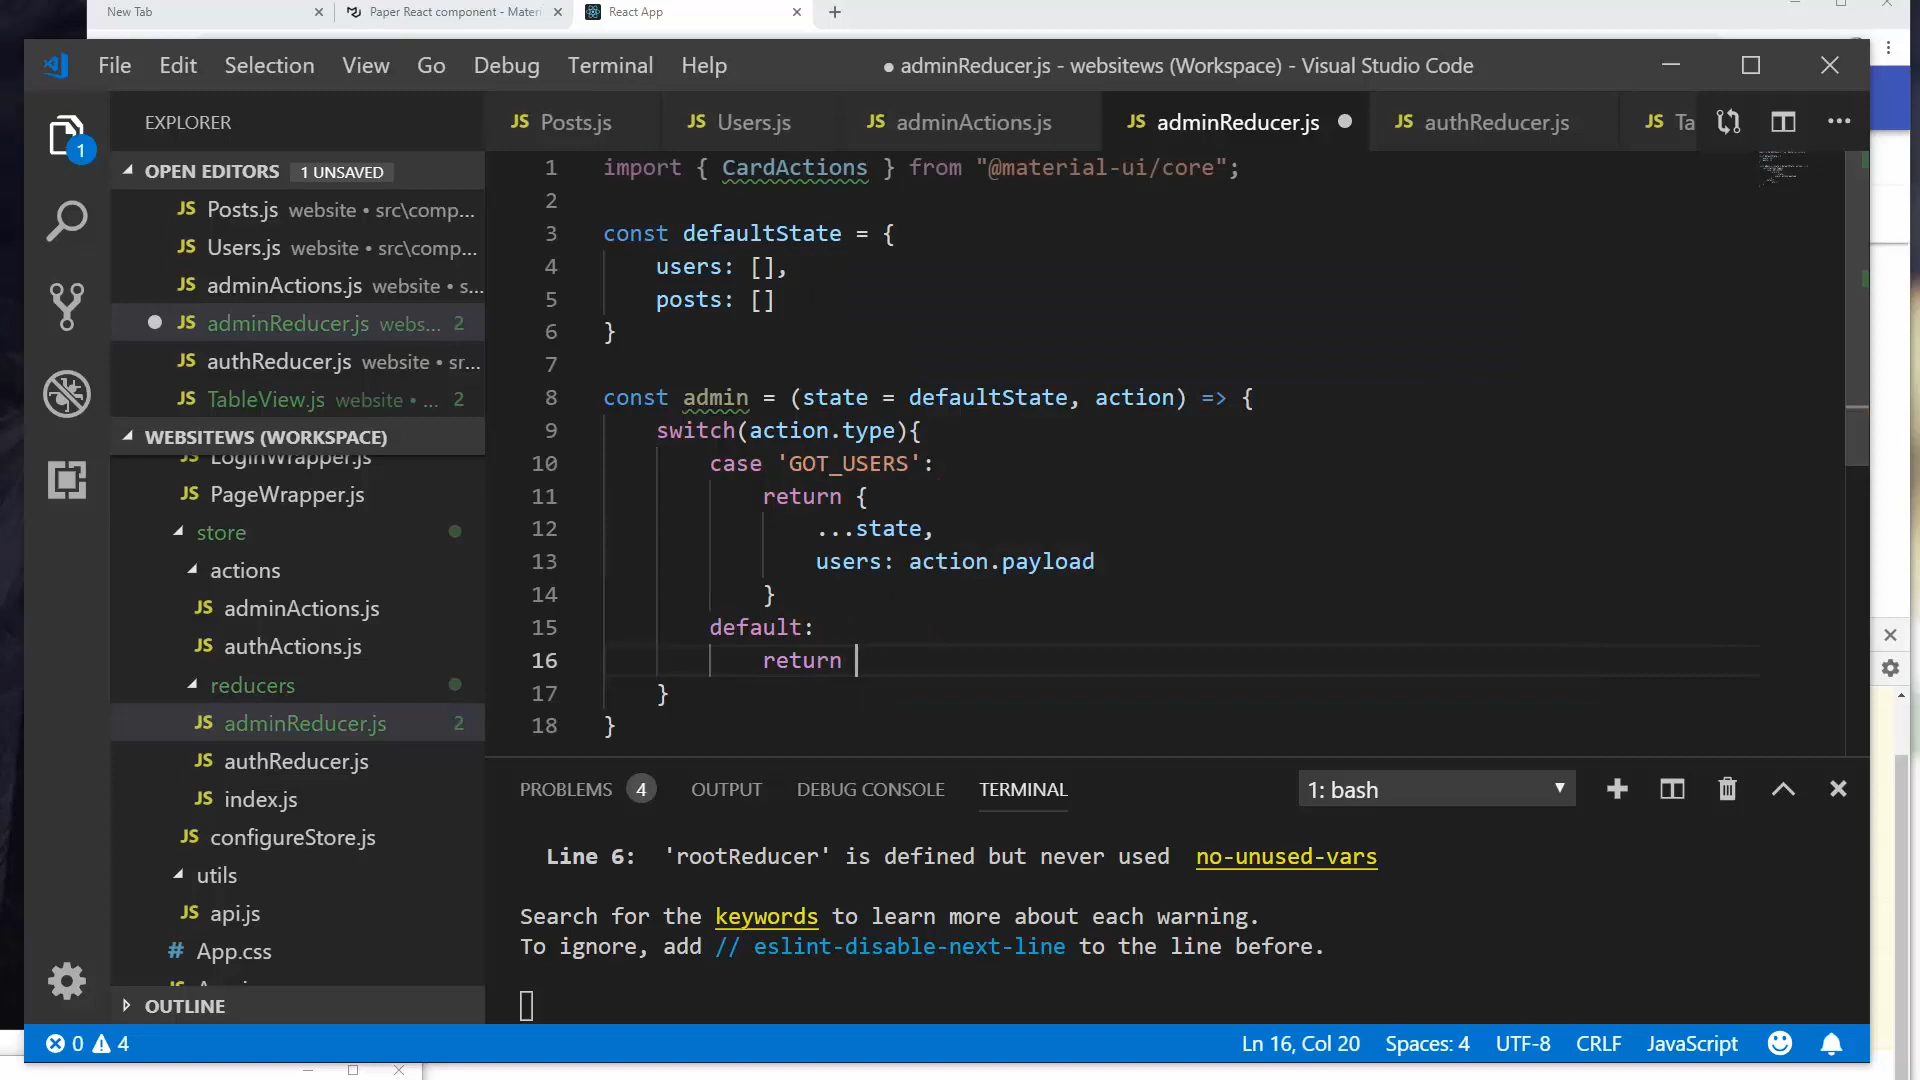 New Tab
Paper React component - Mater
React App
File Edit Selection View Go Debug Terminal Help
● adminReducer.js - websitews (Workspace) - Visual Studio Code
EXPLORER
OPEN EDITORS 1 UNSAVED
JS Posts.js website • src\comp...
JS Users.js website • src\comp...
JS adminActions.js website • s...
JS adminReducer.js webs... 2
JS authReducer.js website • sr...
JS TableView.js website • ... 2
WEBSITEWS (WORKSPACE)
JS LoginWrapper.js
JS PageWrapper.js
store
actions
JS adminActions.js
JS authActions.js
reducers
JS adminReducer.js 2
JS authReducer.js
JS index.js
JS configureStore.js
utils
JS api.js
# App.css
OUTLINE
1
JS Posts.js
JS Users.js
JS adminActions.js
JS adminReducer.js
JS authReducer.js
JS Ta
1 import { CardActions } from "@material-ui/core";
2
3 const defaultState = {
4 users: [],
5 posts: []
6 }
7
8 const admin = (state = defaultState, action) => {
9 switch(action.type){
10 case 'GOT_USERS':
11 return {
12 ...state,
13 users: action.payload
14 }
15 default:
16 return
17 }
18 }
PROBLEMS 4 OUTPUT DEBUG CONSOLE TERMINAL
1: bash
Line 6: 'rootReducer' is defined but never used no-unused-vars
Search for the keywords to learn more about each warning.
To ignore, add // eslint-disable-next-line to the line before.
0 4
Ln 16, Col 20 Spaces: 4 UTF-8 CRLF JavaScript